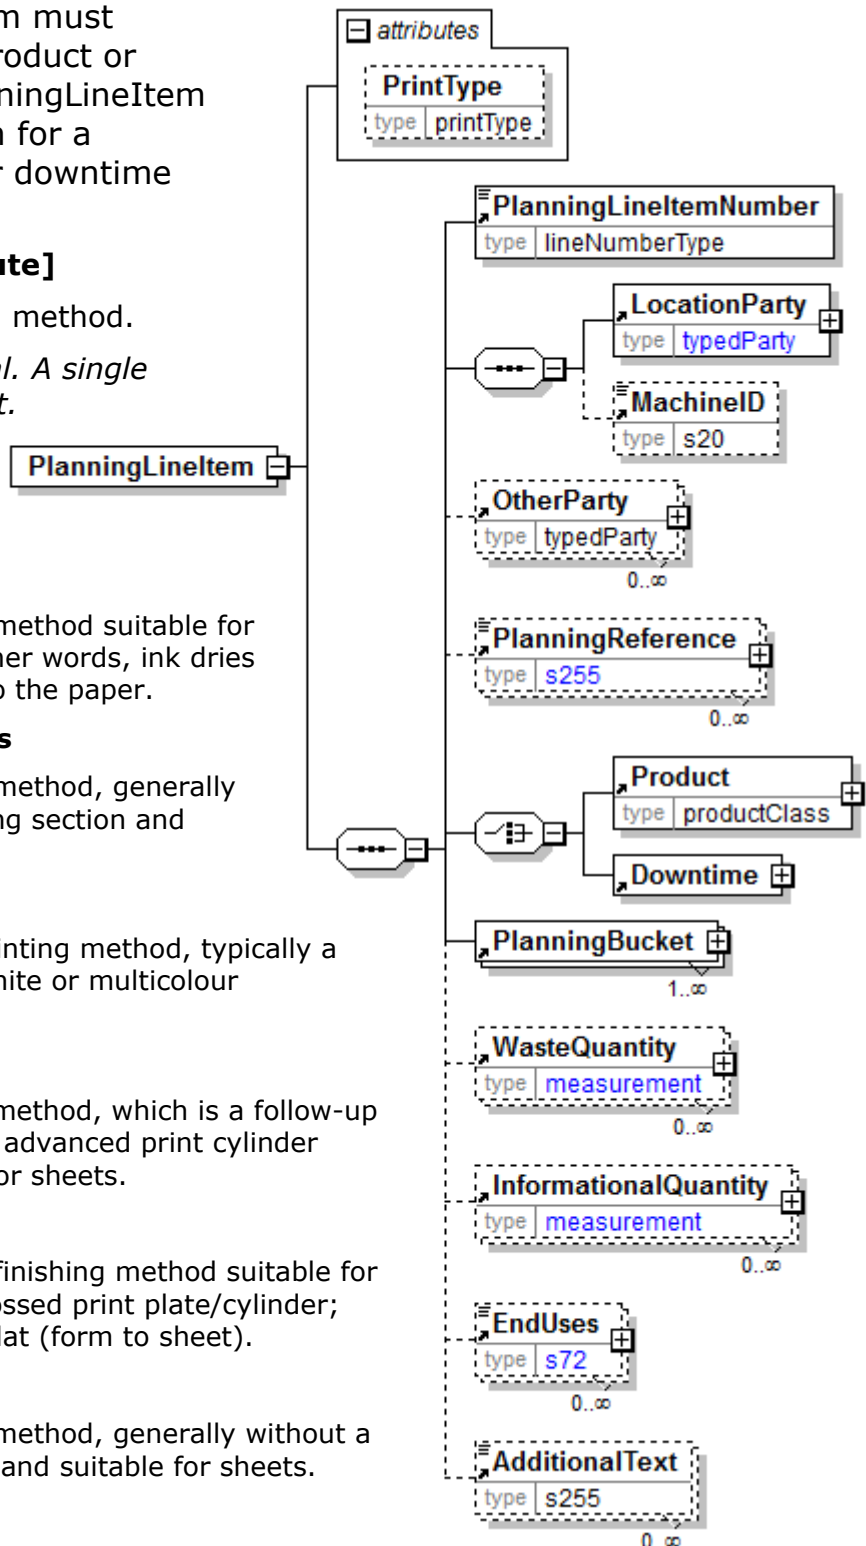 m must
roduct or
ningLineItem
n for a
r downtime
ute]
method.
l. A single
t.
method suitable for
ner words, ink dries
o the paper.
s
method, generally
ng section and
inting method, typically a
hite or multicolour
method, which is a follow-up
advanced print cylinder
or sheets.
finishing method suitable for
ossed print plate/cylinder;
lat (form to sheet).
method, generally without a
and suitable for sheets.
PlanningLineItem
attributes
PrintType
type printType
PlanningLineItemNumber
type lineNumberType
LocationParty
type typedParty
MachineID
type s20
OtherParty
type typedParty
0..∞
PlanningReference
type s255
0..∞
Product
type productClass
Downtime
PlanningBucket
1..∞
WasteQuantity
type measurement
0..∞
InformationalQuantity
type measurement
0..∞
EndUses
type s72
0..∞
AdditionalText
type s255
0..∞